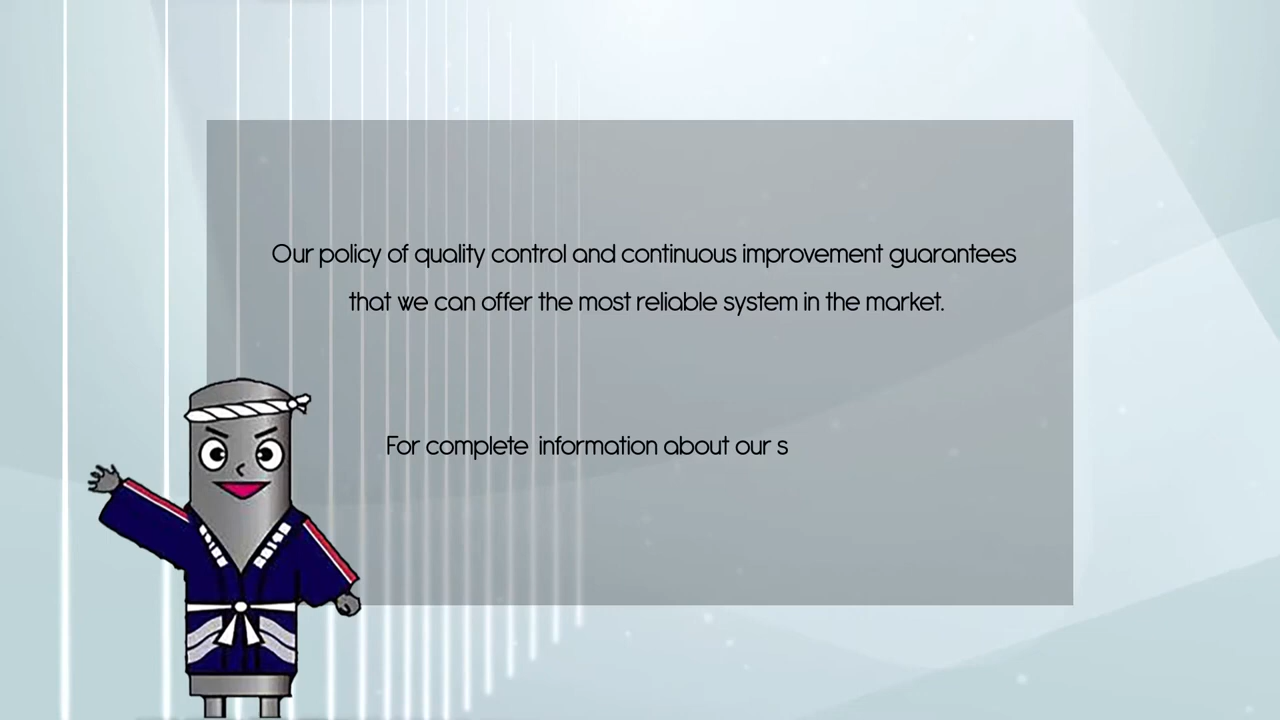 Our policy of quality control and continuous improvement guarantees
that we can offer the most reliable system in the market.
For complete information about our s